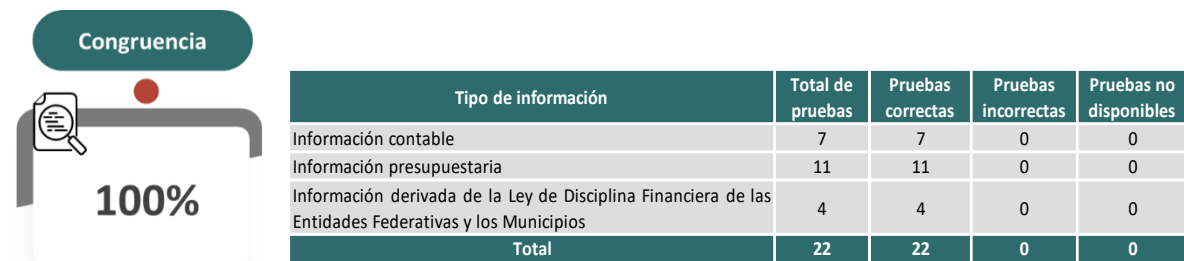 Congruencia
100%
Tipo de información Total de pruebas Pruebas correctas Pruebas incorrectas Pruebas no disponibles
Información contable 7 7 0 0
Información presupuestaria 11 11 0 0
Información derivada de la Ley de Disciplina Financiera de las
Entidades Federativas y los Municipios 4 4 0 0
Total 22 22 0 0